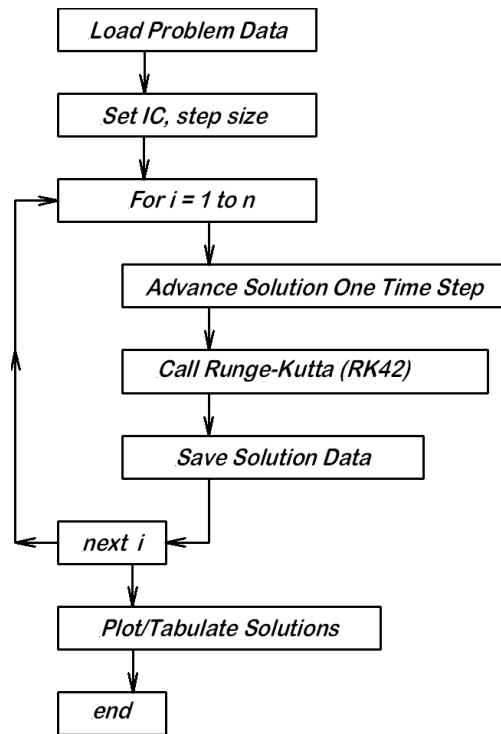 Load Problem Data
Set IC, step size
For i = 1 to n
Advance Solution One Time Step
Call Runge-Kutta (RK42)
Save Solution Data
next i
Plot/Tabulate Solutions
end